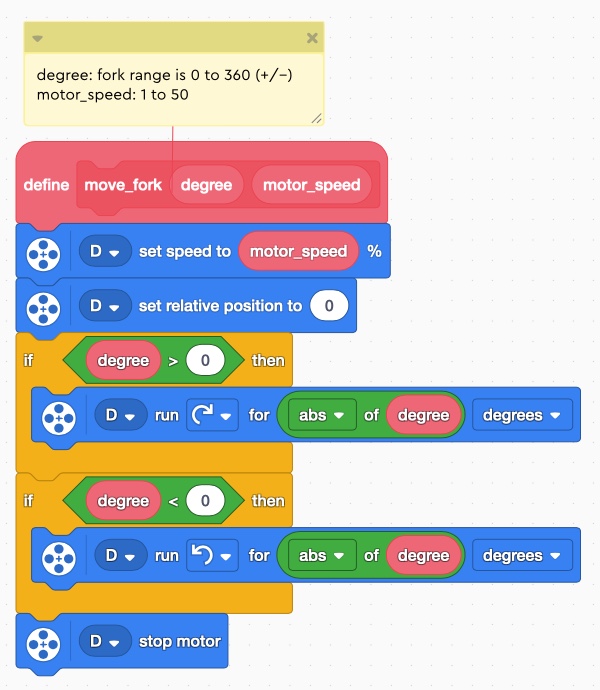 degree: fork range is 0 to 360 (+/-)
motor_speed: 1 to 50
define move_fork degree motor_speed
D set speed to motor_speed %
D set relative position to 0
if degree > 0 then
D run for abs of degree degrees
if degree < 0 then
D run for abs of degree degrees
D stop motor